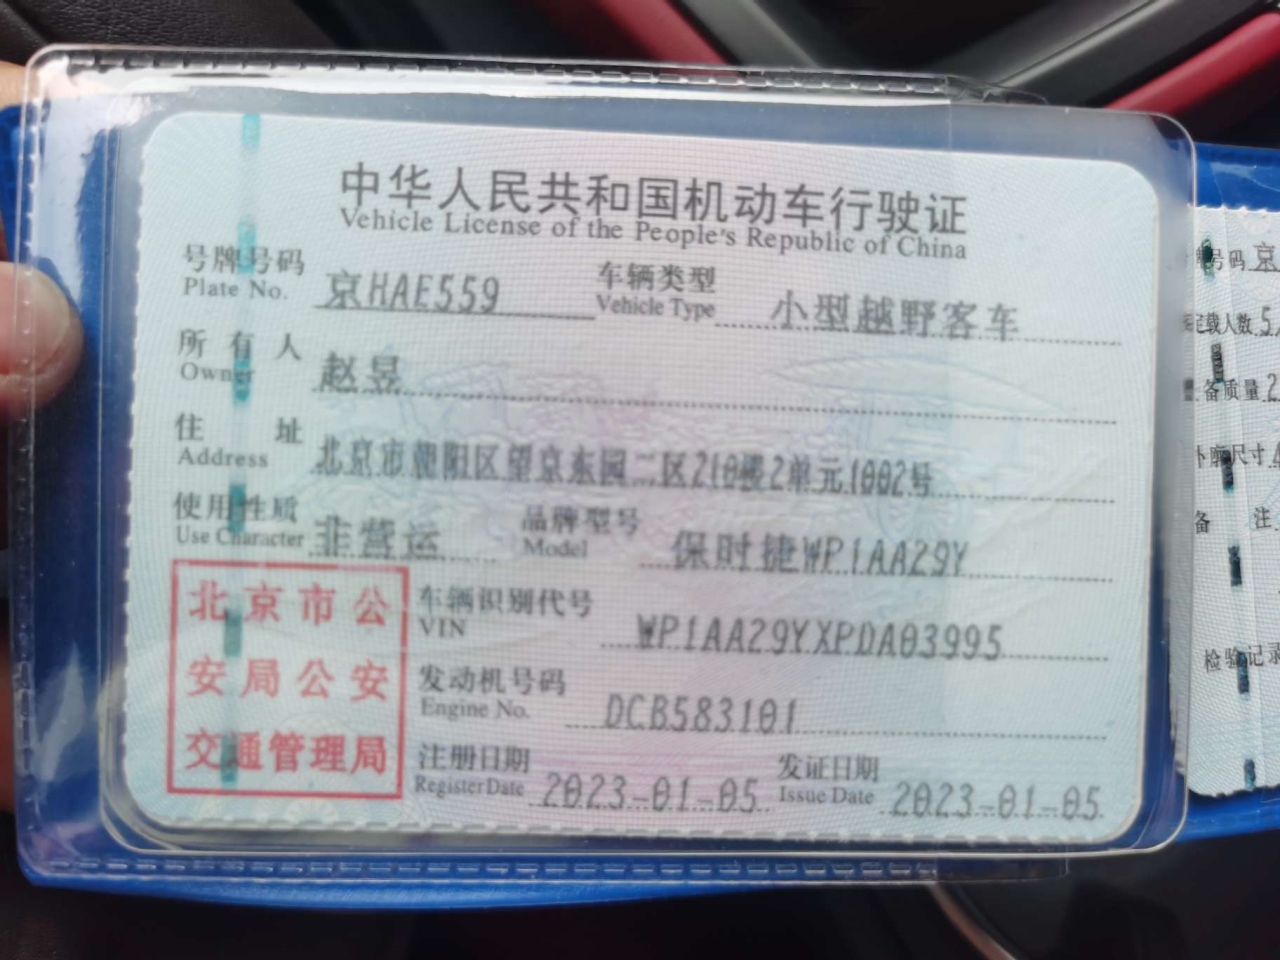 中华人民共和国机动车行驶证
Vehicle License of the People's Republic of China
号牌号码 京HAE559 车辆类型 小型越野客车
Plate No. Vehicle Type
所有人 赵昱
Owner
住址 北京市朝阳区望京东园二区210楼2单元1002号
Address
使用性质 非营运 品牌型号 保时捷WP1AA29Y
Use Character Model
北京市公
安局公安
交通管理局
车辆识别代号 WP1AA29YXPDA03995
VIN
发动机号码 DCB583101
Engine No.
注册日期 2023-01-05 发证日期 2023-01-05
Register Date Issue Date
号码 京
定载人数 5
备质量 2
外廓尺寸 4
备 注
检验记录